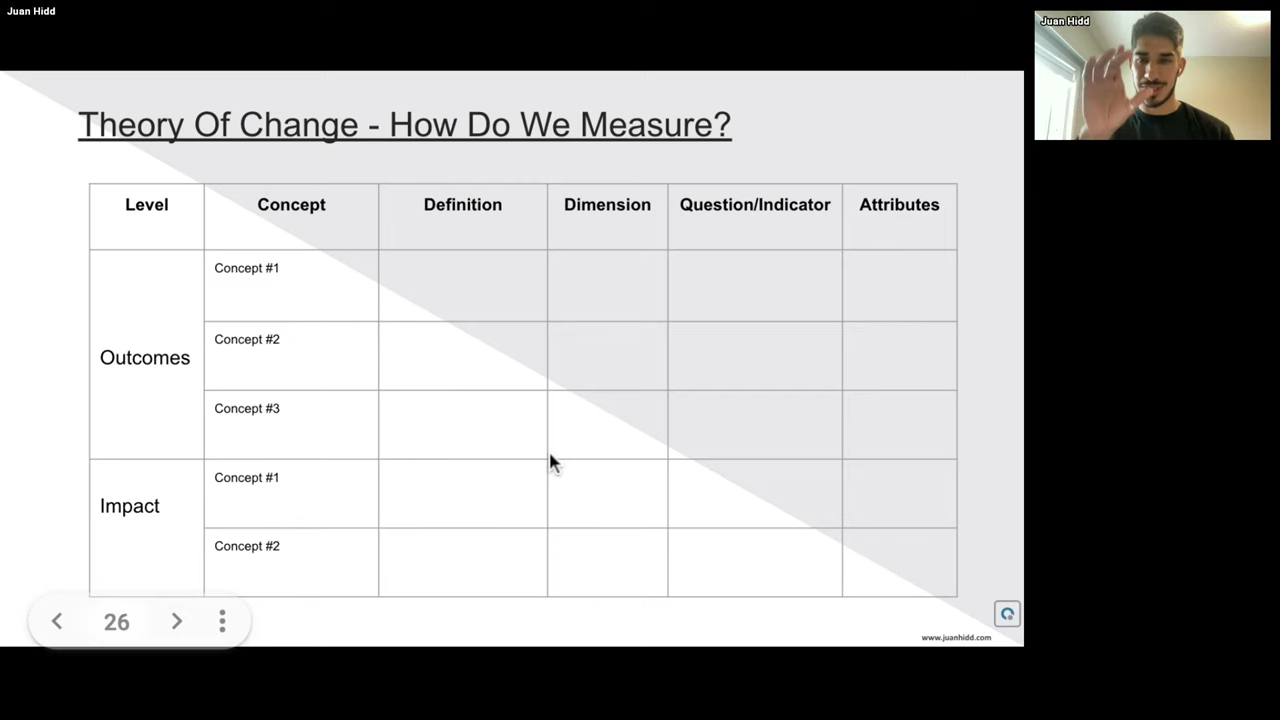 Juan Hidd
Juan Hidd
Theory Of Change - How Do We Measure?
Level Concept Definition Dimension Question/Indicator Attributes
Outcomes
Concept #1
Concept #2
Concept #3
Impact
Concept #1
Concept #2
26
www.juanhidd.com